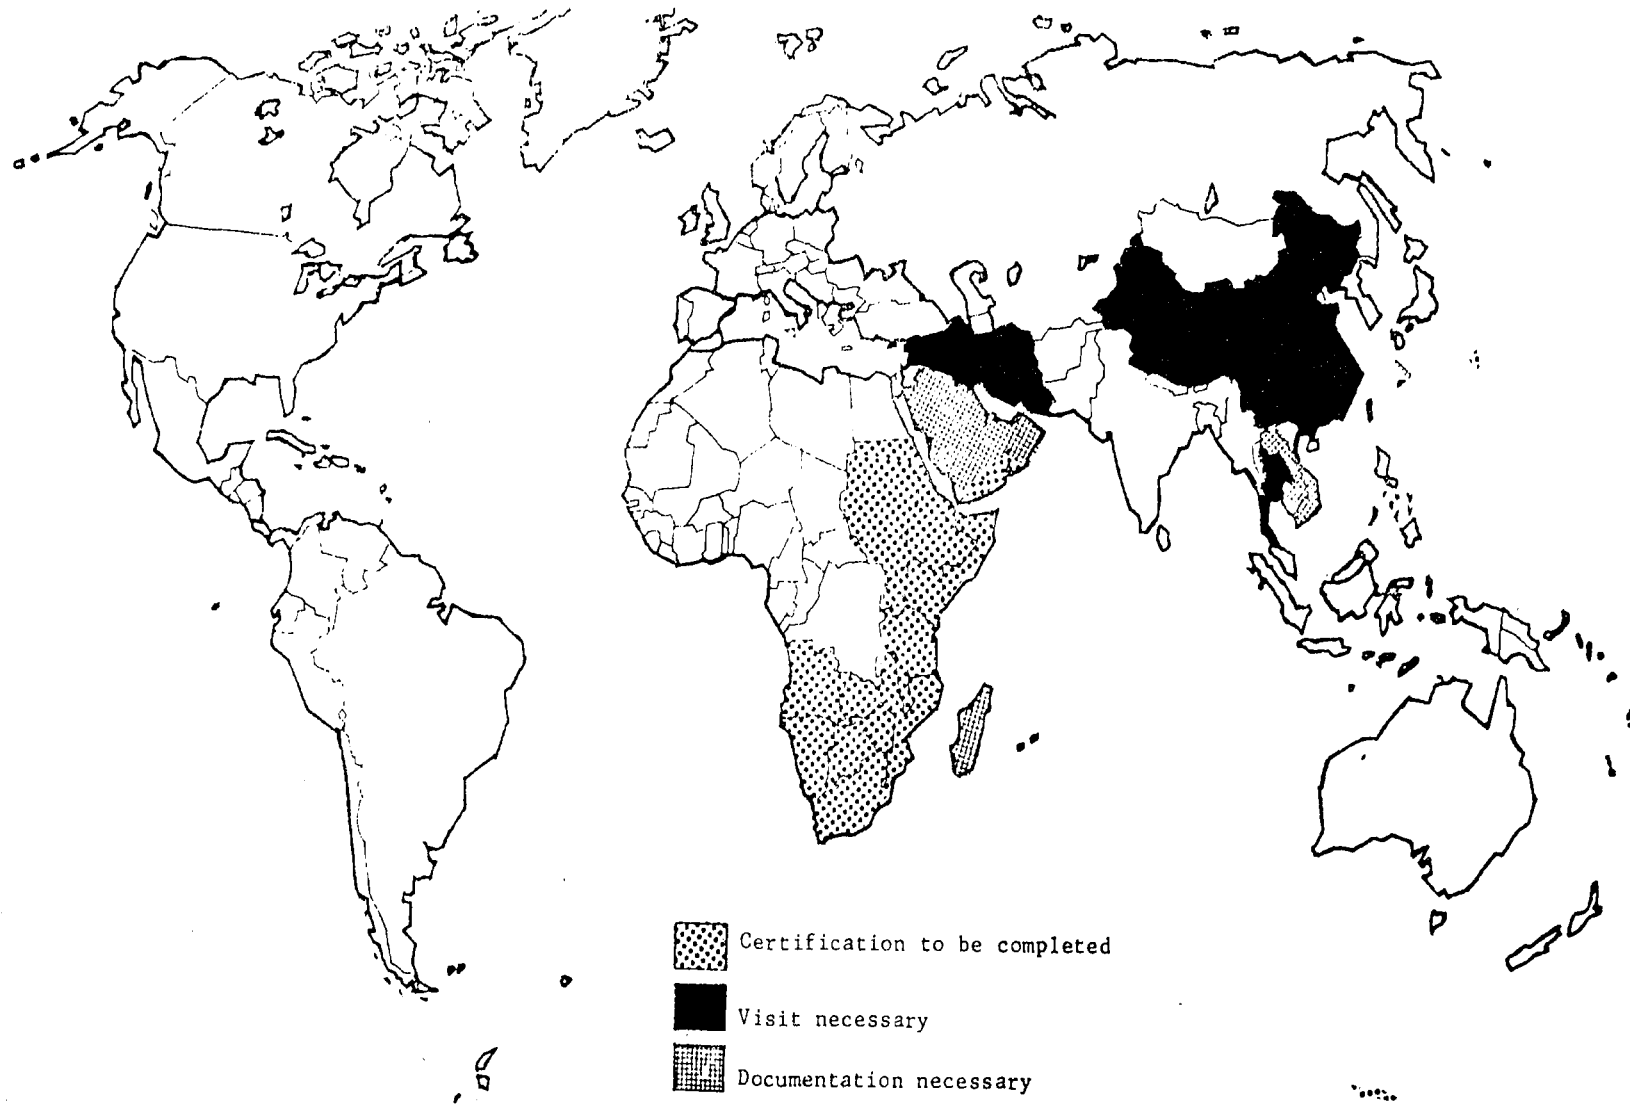 Certification to be completed
Visit necessary
Documentation necessary